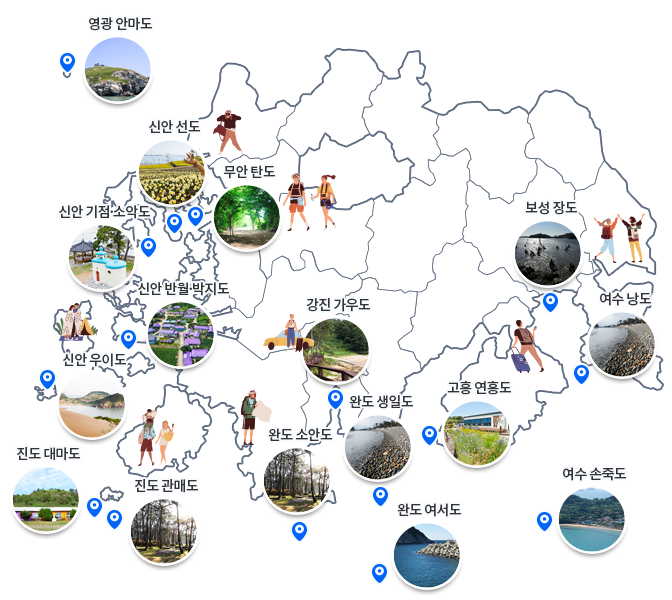 영광 안마도
신안 선도
무안 탄도
신안 기점·소악도
보성 장도
신안 반월·박지도
여수 낭도
강진 가우도
신안 우이도
고흥 연홍도
완도 생일도
완도 소안도
진도 대마도
여수 손죽도
진도 관매도
완도 여서도